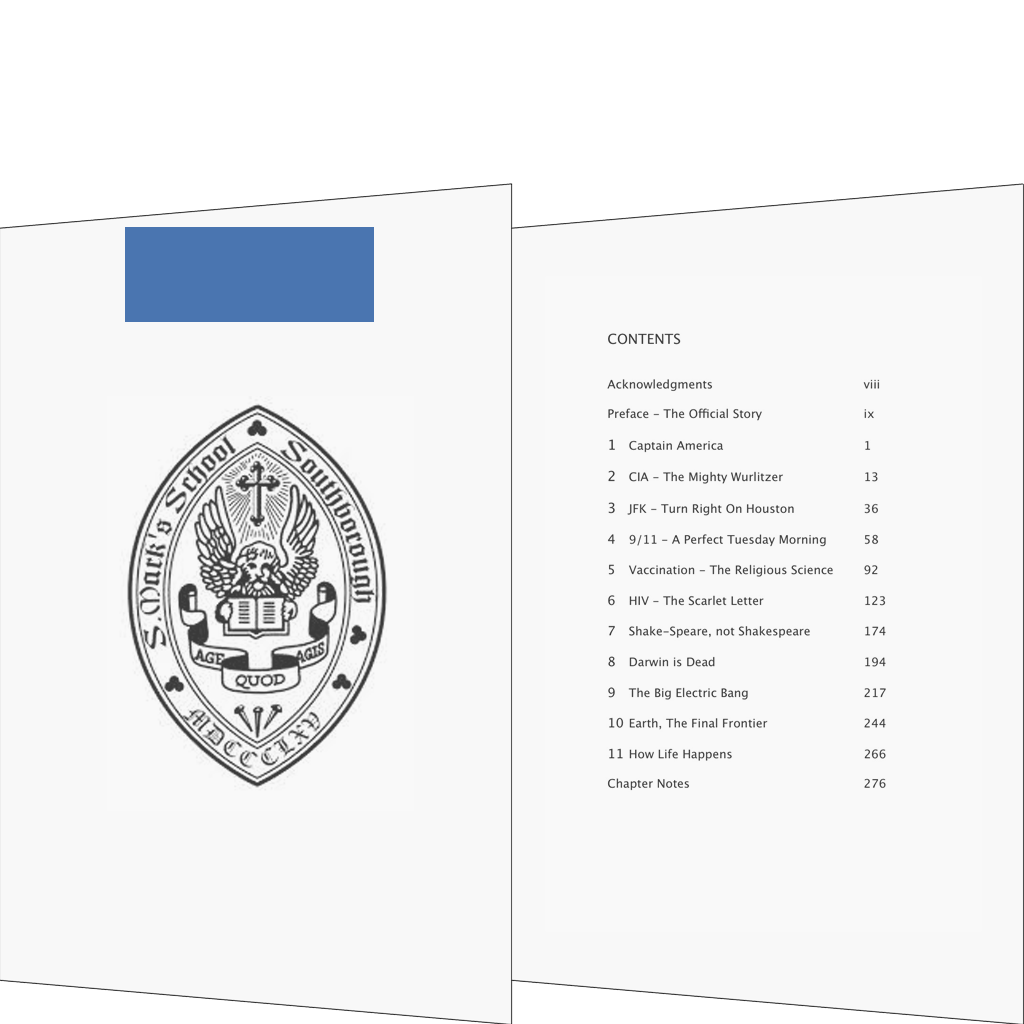 S. Mark's School Southborough
AGE QUOD AGIS
MDCCCLXV
CONTENTS
Acknowledgments viii
Preface – The Official Story ix
1 Captain America 1
2 CIA – The Mighty Wurlitzer 13
3 JFK – Turn Right On Houston 36
4 9/11 – A Perfect Tuesday Morning 58
5 Vaccination – The Religious Science 92
6 HIV – The Scarlet Letter 123
7 Shake-Speare, not Shakespeare 174
8 Darwin is Dead 194
9 The Big Electric Bang 217
10 Earth, The Final Frontier 244
11 How Life Happens 266
Chapter Notes 276